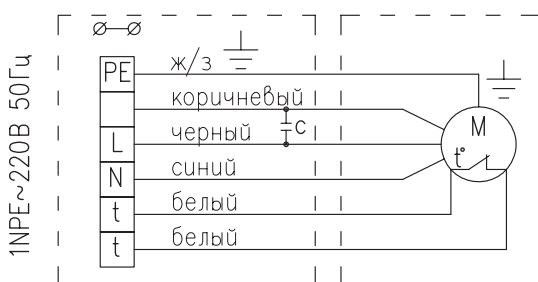 1NPE~220В 50Гц
PE ж/з
коричневый
L черный
C
N синий
t белый
t белый
M
t°